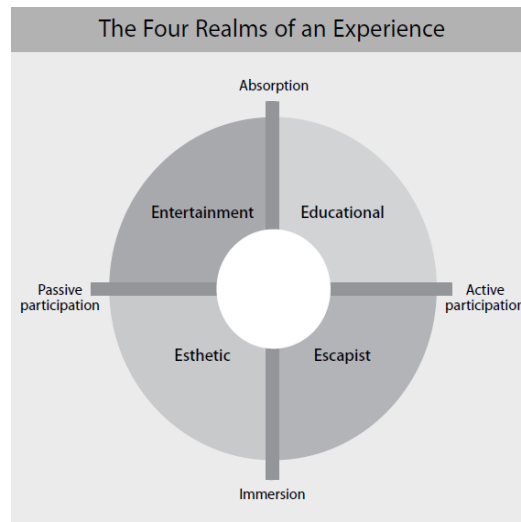 The Four Realms of an Experience
Absorption
Entertainment
Educational
Passive
participation
Active
participation
Esthetic
Escapist
Immersion